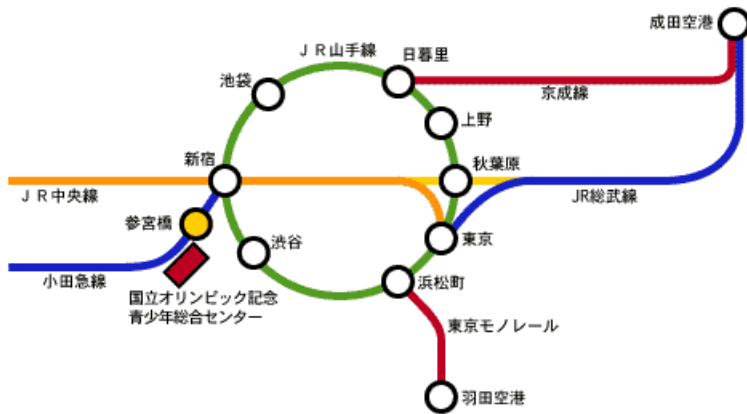 成田空港
ＪＲ山手線
日暮里
池袋
京成線
上野
新宿
秋葉原
ＪＲ中央線
JR総武線
参宮橋
渋谷
東京
小田急線
浜松町
国立オリンピック記念
青少年総合センター
東京モノレール
羽田空港